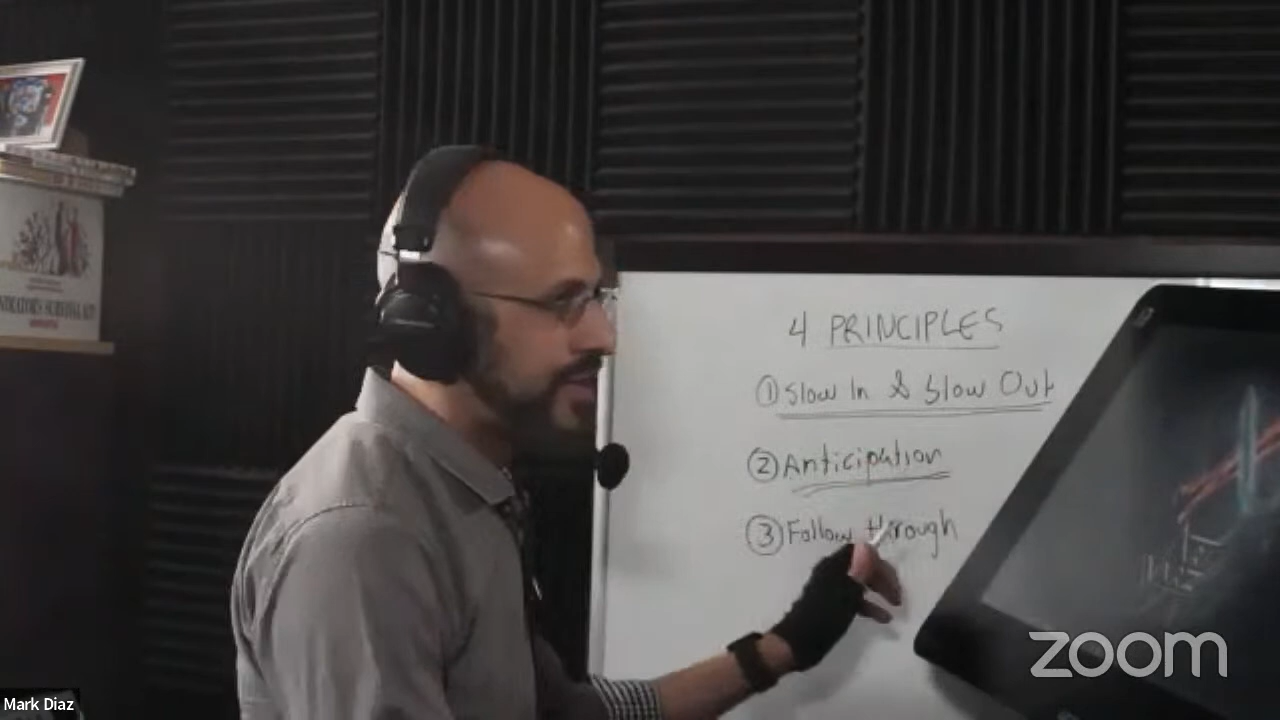 4 PRINCIPLES
① Slow In & Slow Out
② Anticipation
③ Follow through
zoom
Mark Diaz